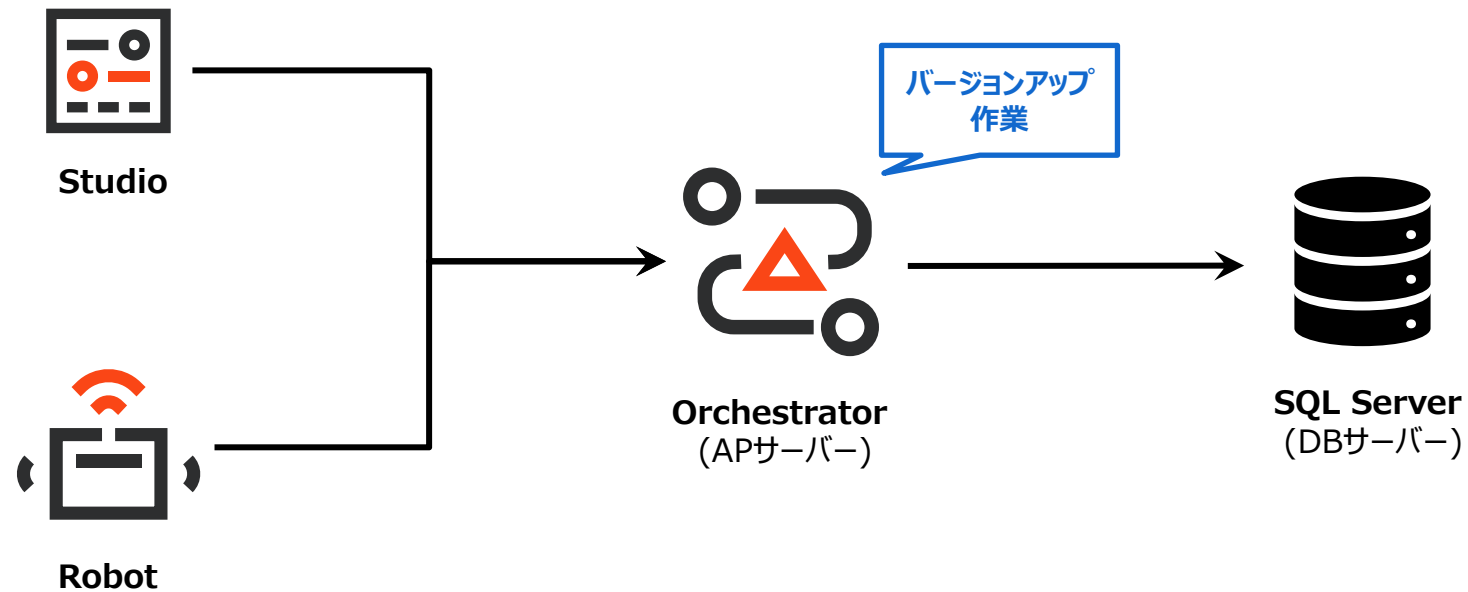 バージョンアップ
作業
Studio
Orchestrator
(APサーバー)
SQL Server
(DBサーバー)
Robot